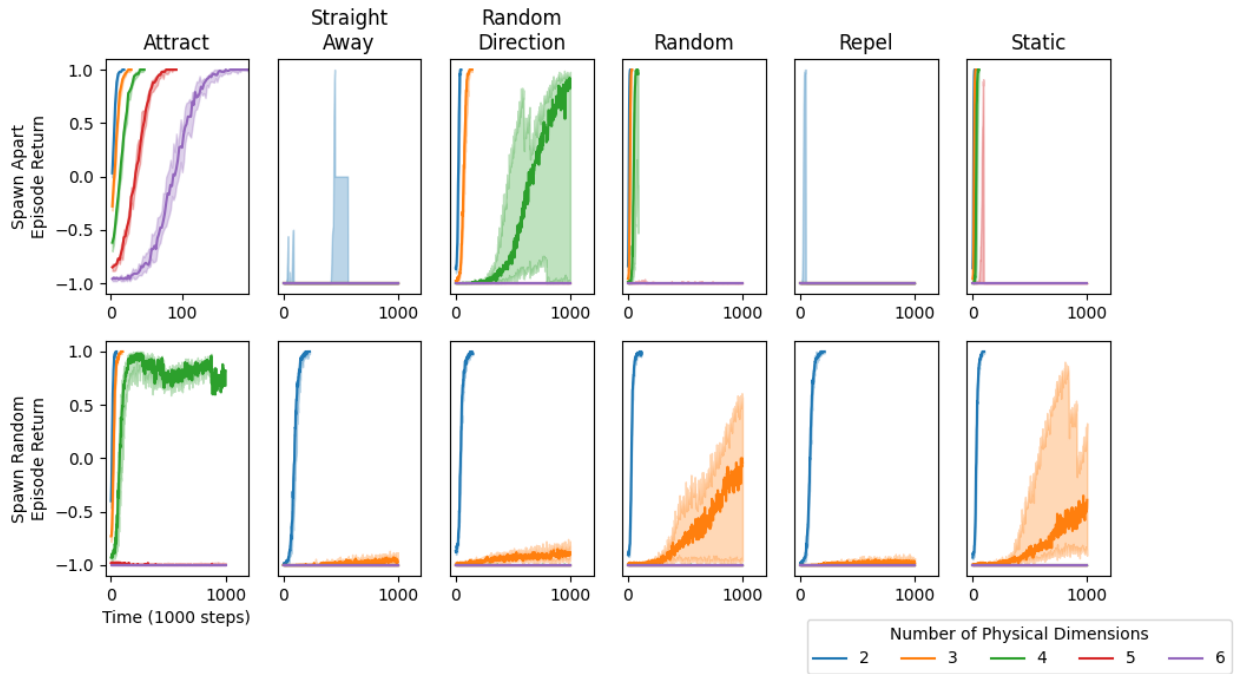 Attract
Straight
Away
Random
Direction
Random
Repel
Static
Spawn Apart
Episode Return
1.0
0.5
0.0
−0.5
−1.0
0 100
0 1000
0 1000
0 1000
0 1000
0 1000
Spawn Random
Episode Return
1.0
0.5
0.0
−0.5
−1.0
0 1000
0 1000
0 1000
0 1000
0 1000
0 1000
Time (1000 steps)
Number of Physical Dimensions
2 3 4 5 6